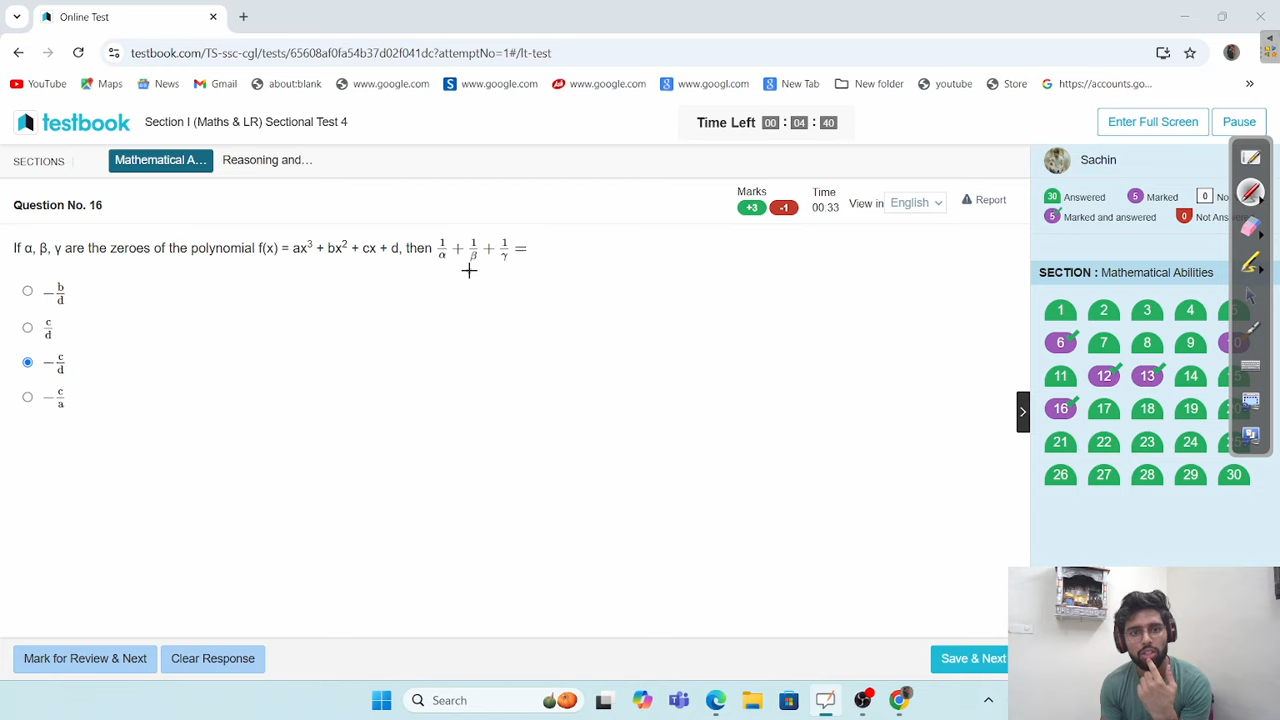 Online Test
testbook.com/TS-ssc-cgl/tests/65608af0fa54b37d02f041dc?attemptNo=1#/lt-test
YouTube Maps News Gmail about:blank www.google.com www.google.com www.google.com www.googl.com New Tab New folder youtube Store https://accounts.go... »
testbook Section I (Maths & LR) Sectional Test 4 Time Left 00 : 04 : 40 Enter Full Screen Pause
SECTIONS Mathematical A... Reasoning and... Sachin
Question No. 16 Marks +3 -1 Time 00:33 View in English Report
30 Answered 5 Marked 0 No
5 Marked and answered 0 Not Answ
If α, β, γ are the zeroes of the polynomial f(x) = ax³ + bx² + cx + d, then 1/α + 1/β + 1/γ =
− b/d
c/d
− c/d
− c/a
SECTION : Mathematical Abilities
1 2 3 4
6 7 8 9
11 12 13 14
16 17 18 19
21 22 23 24
26 27 28 29 30
Mark for Review & Next Clear Response Save & Next
Search